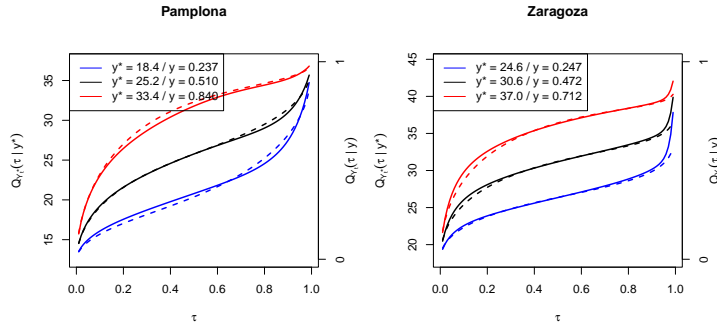 Pamplona
Q_{Y_t^*}(τ | y*)
35
30
25
20
15
y* = 18.4 / y = 0.237
y* = 25.2 / y = 0.510
y* = 33.4 / y = 0.840
1
0
Q_{Y_t}(τ | y)
0.0 0.2 0.4 0.6 0.8 1.0
τ
Zaragoza
Q_{Y_t^*}(τ | y*)
45
40
35
30
25
20
y* = 24.6 / y = 0.247
y* = 30.6 / y = 0.472
y* = 37.0 / y = 0.712
1
0
0.0 0.2 0.4 0.6 0.8 1.0
τ